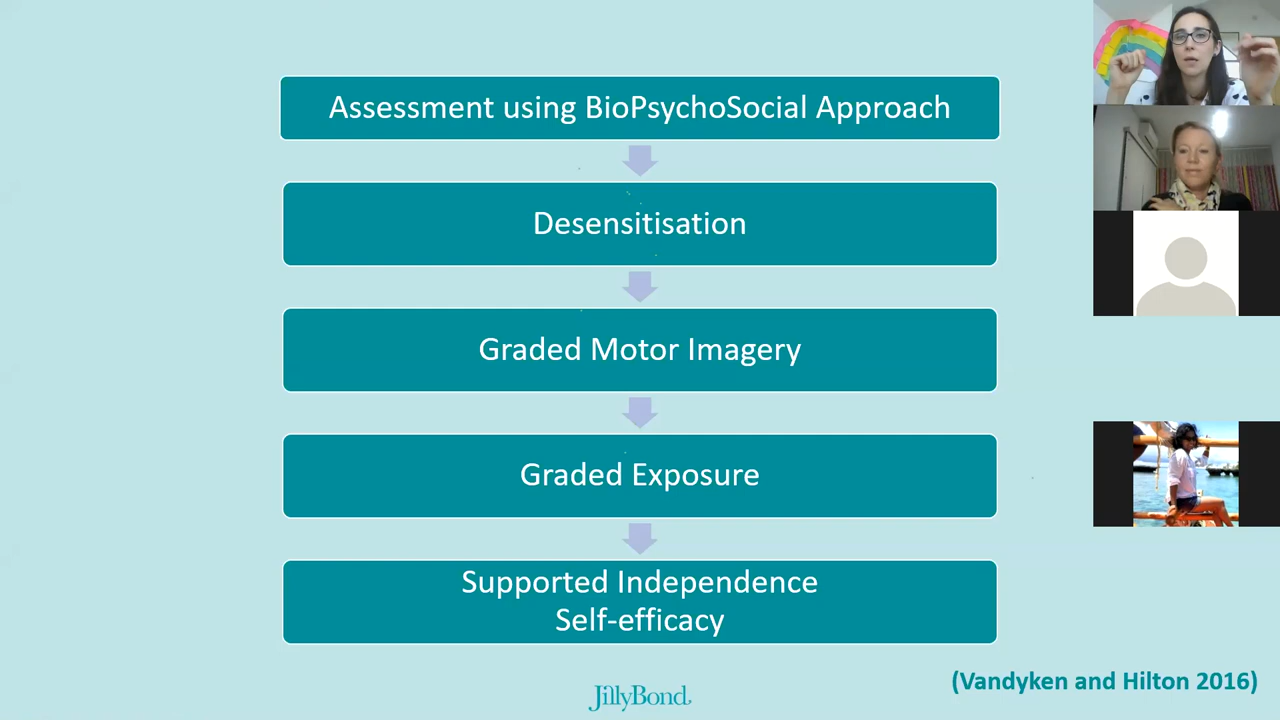 Assessment using BioPsychoSocial Approach
Desensitisation
Graded Motor Imagery
Graded Exposure
Supported Independence
Self-efficacy
(Vandyken and Hilton 2016)
JillyBond.